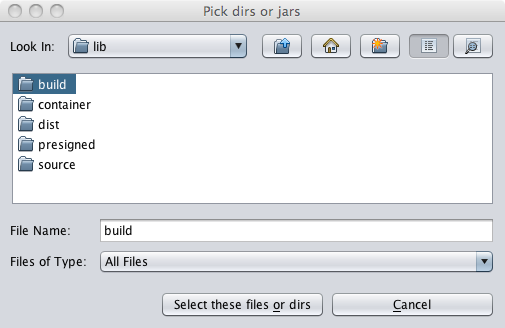 Pick dirs or jars
Look In: lib
build
container
dist
presigned
source
File Name: build
Files of Type: All Files
Select these files or dirs Cancel